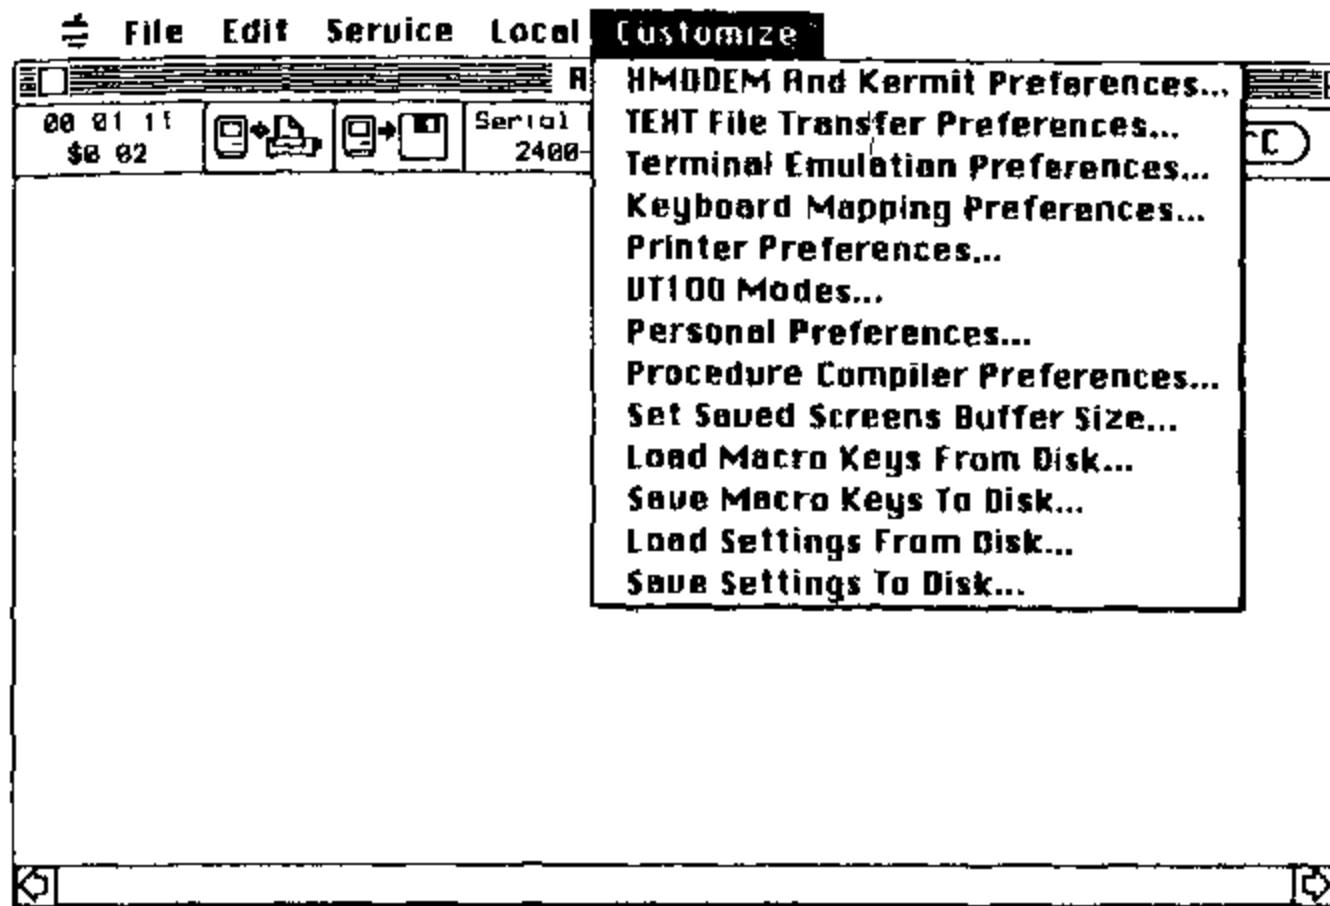 File Edit Service Local Customize
XMODEM And Kermit Preferences...
TEXT File Transfer Preferences...
Terminal Emulation Preferences...
Keyboard Mapping Preferences...
Printer Preferences...
VT100 Modes...
Personal Preferences...
Procedure Compiler Preferences...
Set Saved Screens Buffer Size...
Load Macro Keys From Disk...
Save Macro Keys To Disk...
Load Settings From Disk...
Save Settings To Disk...
00 01 11
$0 02
Serial
2400-